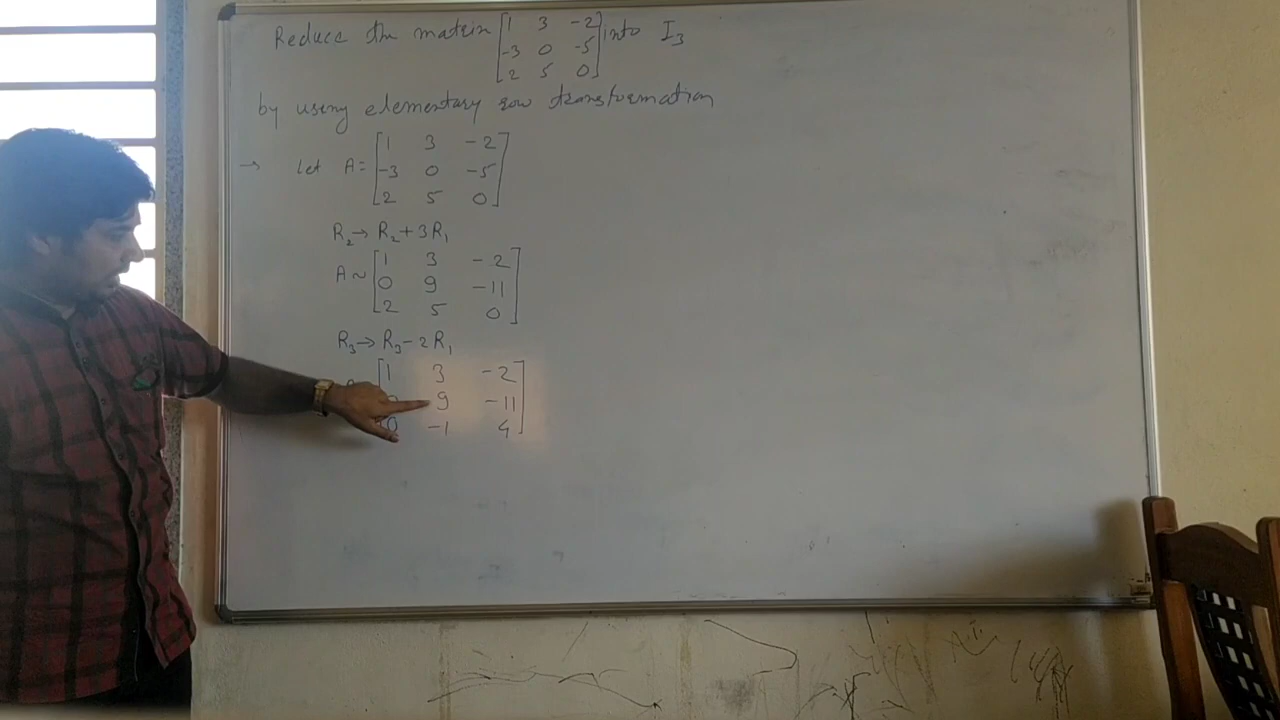 Reduce the matrix [1 3 -2] into I₃
[-3 0 -5]
[2 5 0]
by using elementary row transformation
→ Let A = [1 3 -2]
[-3 0 -5]
[2 5 0]
R₂→ R₂+3R₁
A ~ [1 3 -2]
[0 9 -11]
[2 5 0]
R₃→ R₃-2R₁
[1 3 -2]
9 -11]
[0 -1 4]